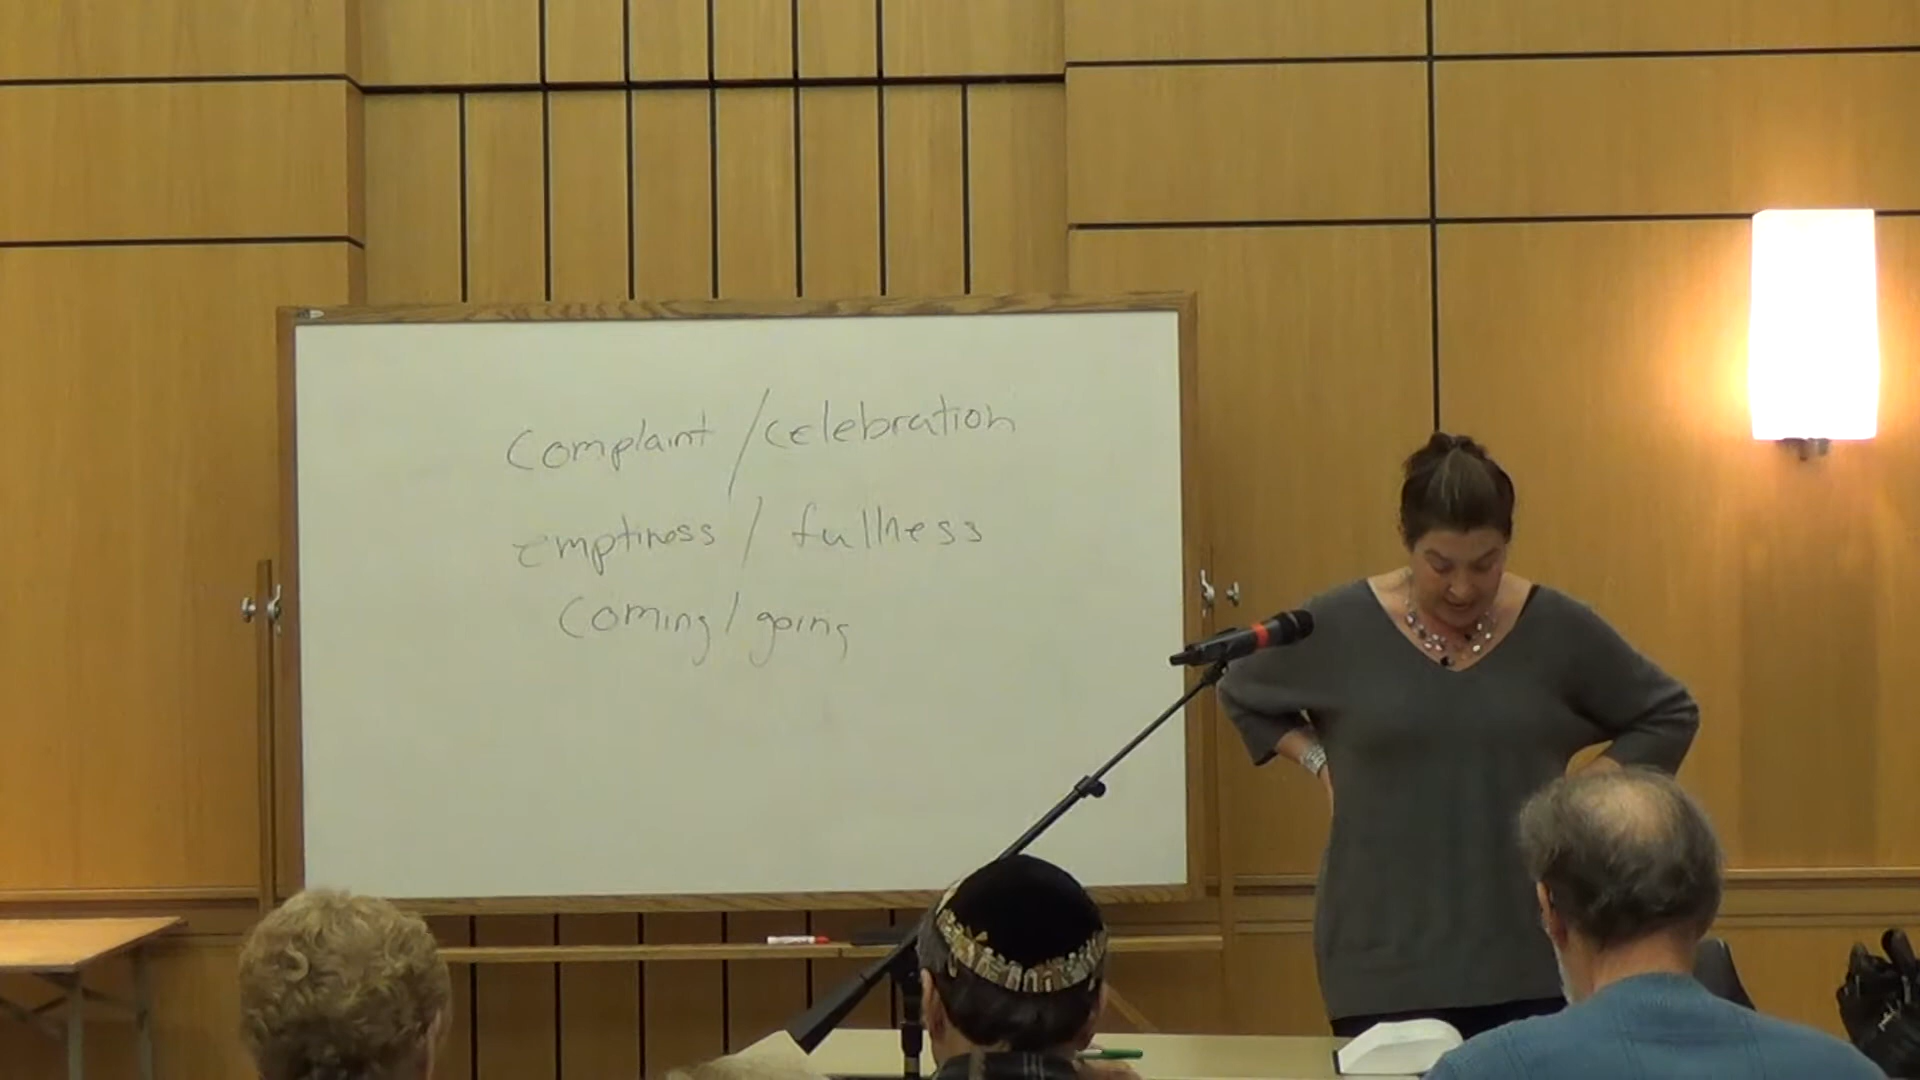 Complaint / celebration
emptiness / fullness
Coming / going